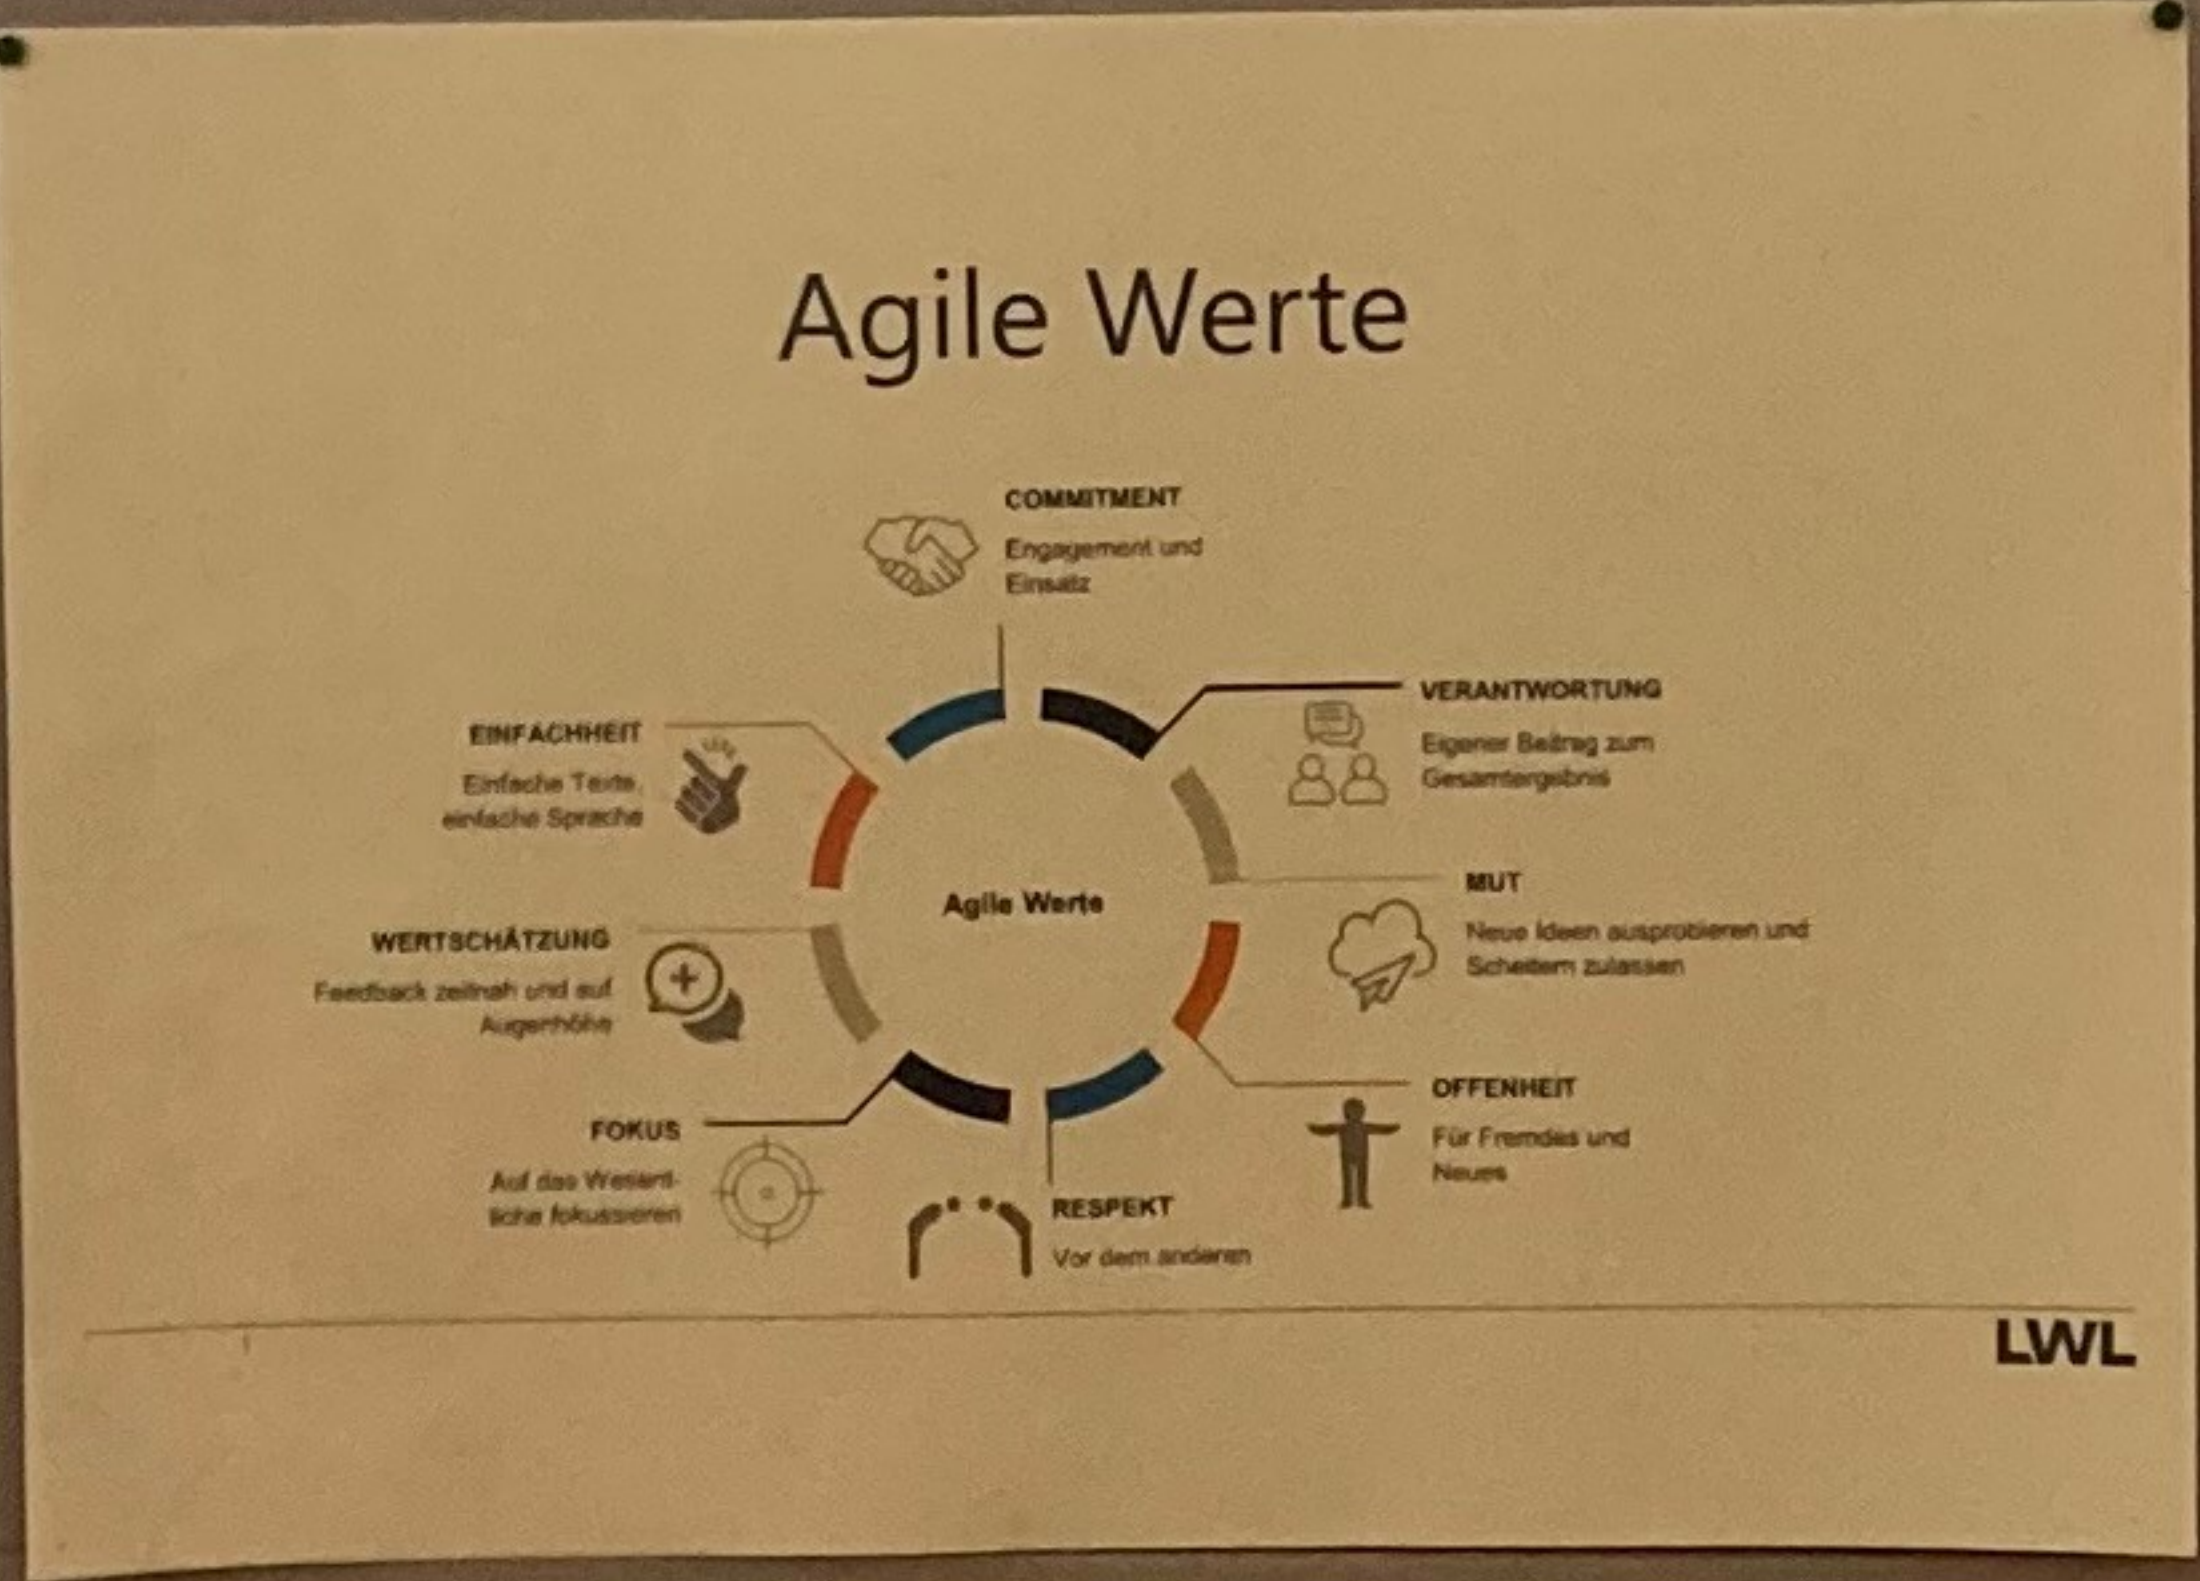 Agile Werte
COMMITMENT
Engagement und
Einsatz
VERANTWORTUNG
Eigener Beitrag zum
Gesamtergebnis
MUT
Neue Ideen ausprobieren und
Scheitern zulassen
OFFENHEIT
Für Fremdes und
Neues
RESPEKT
Vor dem anderen
FOKUS
Auf das Wesent-
liche fokussieren
WERTSCHÄTZUNG
Feedback zeitnah und auf
Augenhöhe
EINFACHHEIT
Einfache Texte,
einfache Sprache
Agile Werte
LWL